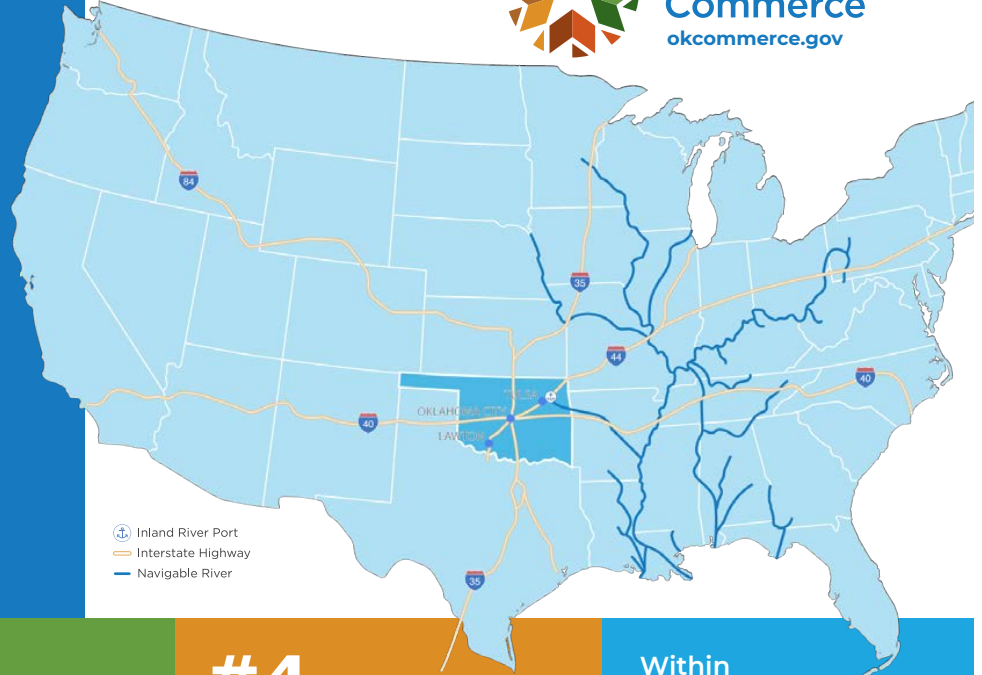 Commerce
okcommerce.gov
84
35
44
40
TULSA
OKLAHOMA CITY
40
LAWTON
Inland River Port
Interstate Highway
Navigable River
35
#4
Within